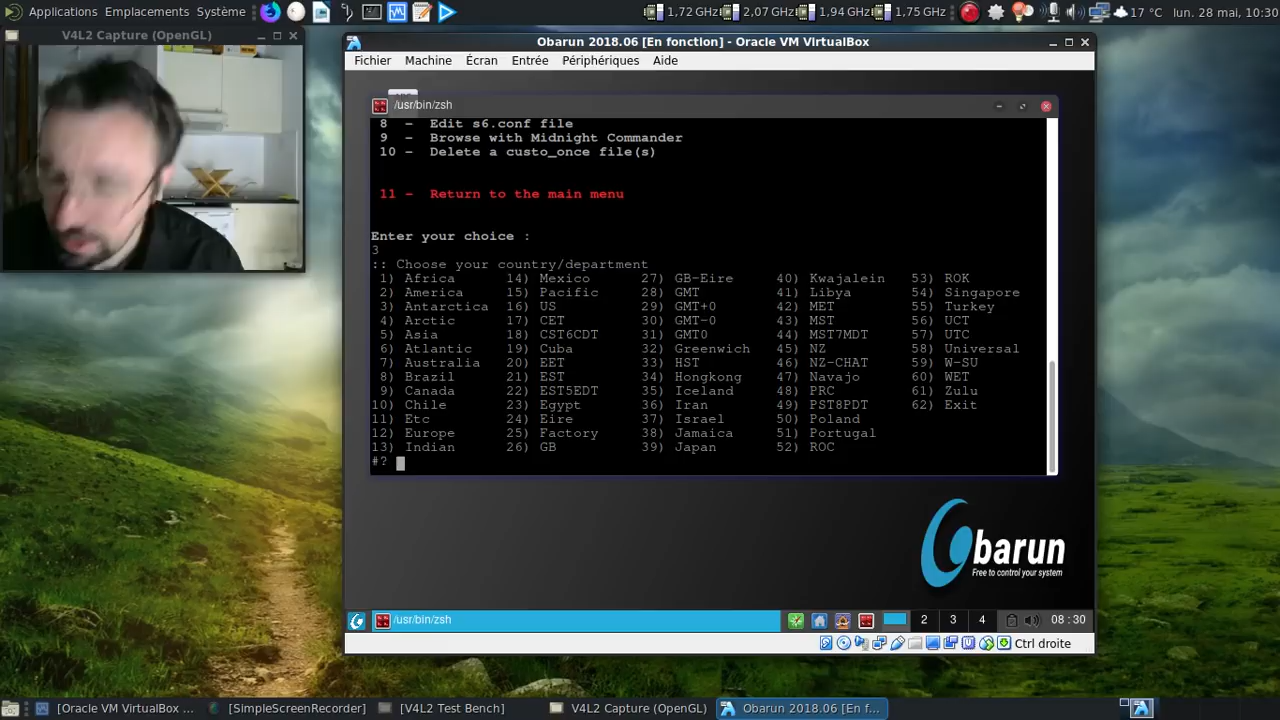 Applications Emplacements Système
1,72 GHz 2,07 GHz 1,94 GHz 1,75 GHz 17 °C lun. 28 mai, 10:30
V4L2 Capture (OpenGL)
Obarun 2018.06 [En fonction] - Oracle VM VirtualBox
Fichier Machine Écran Entrée Périphériques Aide
/usr/bin/zsh
8 - Edit s6.conf file
9 - Browse with Midnight Commander
10 - Delete a custo_once file(s)
11 - Return to the main menu
Enter your choice :
3
:: Choose your country/department
1) Africa 14) Mexico 27) GB-Eire 40) Kwajalein 53) ROK
2) America 15) Pacific 28) GMT 41) Libya 54) Singapore
3) Antarctica 16) US 29) GMT+0 42) MET 55) Turkey
4) Arctic 17) CET 30) GMT-0 43) MST 56) UCT
5) Asia 18) CST6CDT 31) GMT0 44) MST7MDT 57) UTC
6) Atlantic 19) Cuba 32) Greenwich 45) NZ 58) Universal
7) Australia 20) EET 33) HST 46) NZ-CHAT 59) W-SU
8) Brazil 21) EST 34) Hongkong 47) Navajo 60) WET
9) Canada 22) EST5EDT 35) Iceland 48) PRC 61) Zulu
10) Chile 23) Egypt 36) Iran 49) PST8PDT 62) Exit
11) Etc 24) Eire 37) Israel 50) Poland
12) Europe 25) Factory 38) Jamaica 51) Portugal
13) Indian 26) GB 39) Japan 52) ROC
#?
Obarun
Free to control your system
/usr/bin/zsh 2 3 4 08:30
Ctrl droite
[Oracle VM VirtualBox ... [SimpleScreenRecorder] [V4L2 Test Bench] V4L2 Capture (OpenGL) Obarun 2018.06 [En f...